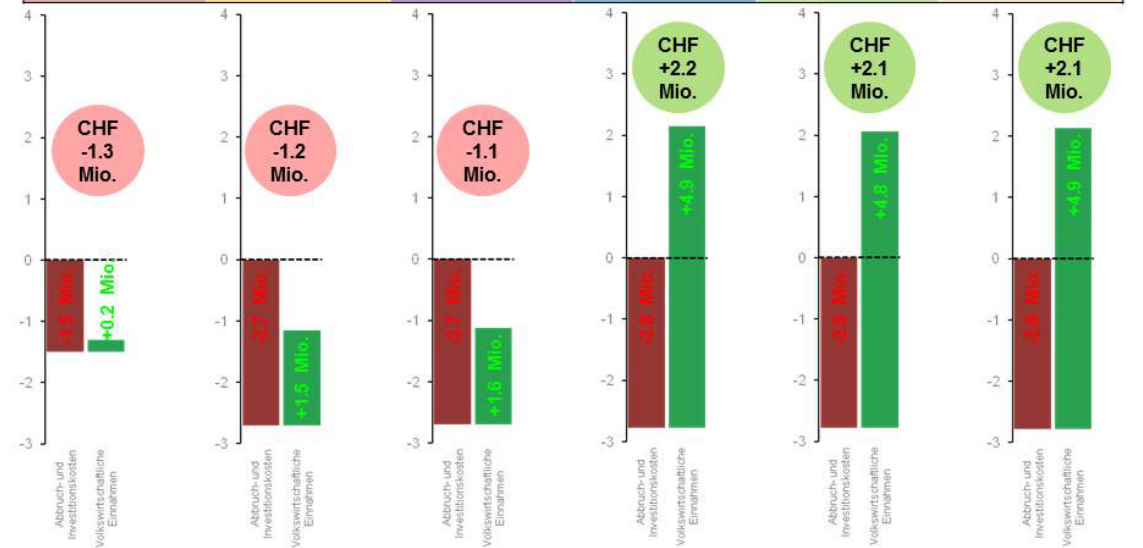 4
3
2
1
0
-1
-2
-3
CHF
-1.3
Mio.
-1.5 Mio.
+0.2 Mio.
Abbruch- und
Investitionskosten
Volkswirtschaftliche
Einnahmen
4
3
2
1
0
-1
-2
-3
CHF
-1.2
Mio.
-2.7 Mio.
+1.5 Mio.
Abbruch- und
Investitionskosten
Volkswirtschaftliche
Einnahmen
4
3
2
1
0
-1
-2
-3
CHF
-1.1
Mio.
-2.7 Mio.
+1.6 Mio.
Abbruch- und
Investitionskosten
Volkswirtschaftliche
Einnahmen
4
3
2
1
0
-1
-2
-3
CHF
+2.2
Mio.
-2.8 Mio.
+4.9 Mio.
Abbruch- und
Investitionskosten
Volkswirtschaftliche
Einnahmen
4
3
2
1
0
-1
-2
-3
CHF
+2.1
Mio.
-2.8 Mio.
+4.8 Mio.
Abbruch- und
Investitionskosten
Volkswirtschaftliche
Einnahmen
4
3
2
1
0
-1
-2
-3
CHF
+2.1
Mio.
-2.8 Mio.
+4.9 Mio.
Abbruch- und
Investitionskosten
Volkswirtschaftliche
Einnahmen